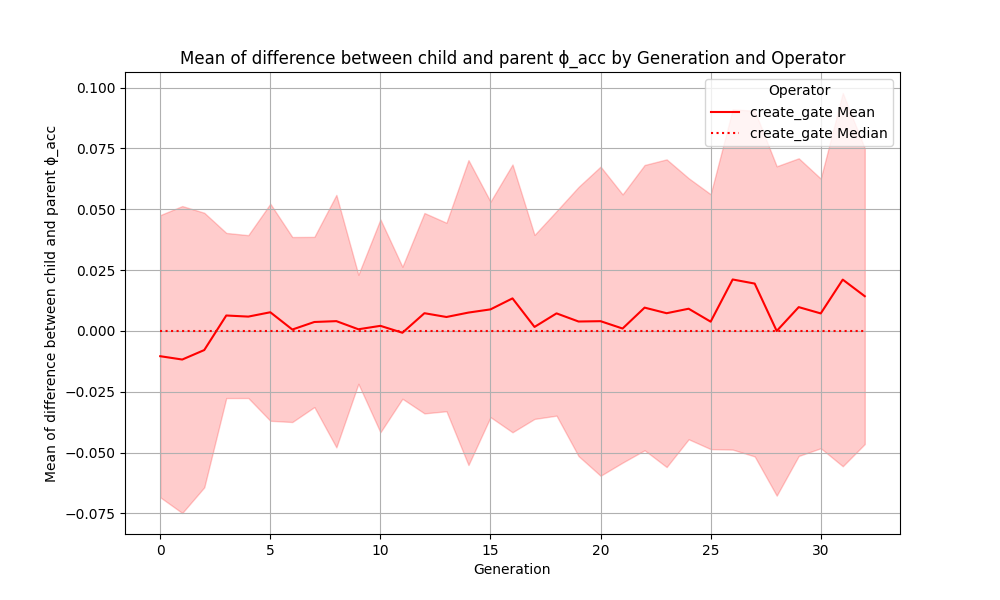 Mean of difference between child and parent ϕ_acc by Generation and Operator
Mean of difference between child and parent ϕ_acc
0.100
0.075
0.050
0.025
0.000
−0.025
−0.050
−0.075
Operator
create_gate Mean
create_gate Median
0 5 10 15 20 25 30
Generation